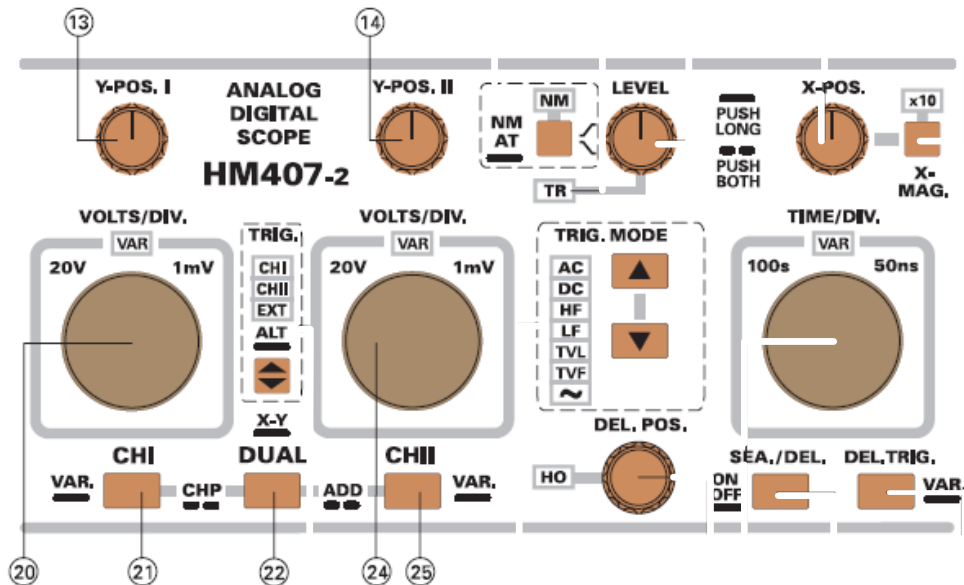 13
14
Y-POS. I
ANALOG
DIGITAL
SCOPE
HM407-2
Y-POS. II
NM
AT
NM
LEVEL
TR
PUSH
LONG
PUSH
BOTH
X-POS.
x10
X-
MAG.
VOLTS/DIV.
VAR
20V
1mV
TRIG.
CHI
CHII
EXT
ALT
X-Y
VOLTS/DIV.
VAR
20V
1mV
TRIG. MODE
AC
DC
HF
LF
TVL
TVF
~
TIME/DIV.
VAR
100s
50ns
DEL. POS.
HO
CHI
VAR.
CHP
DUAL
ADD
CHII
VAR.
SEA./DEL.
ON
OFF
DEL.TRIG.
VAR.
20
21
22
24
25